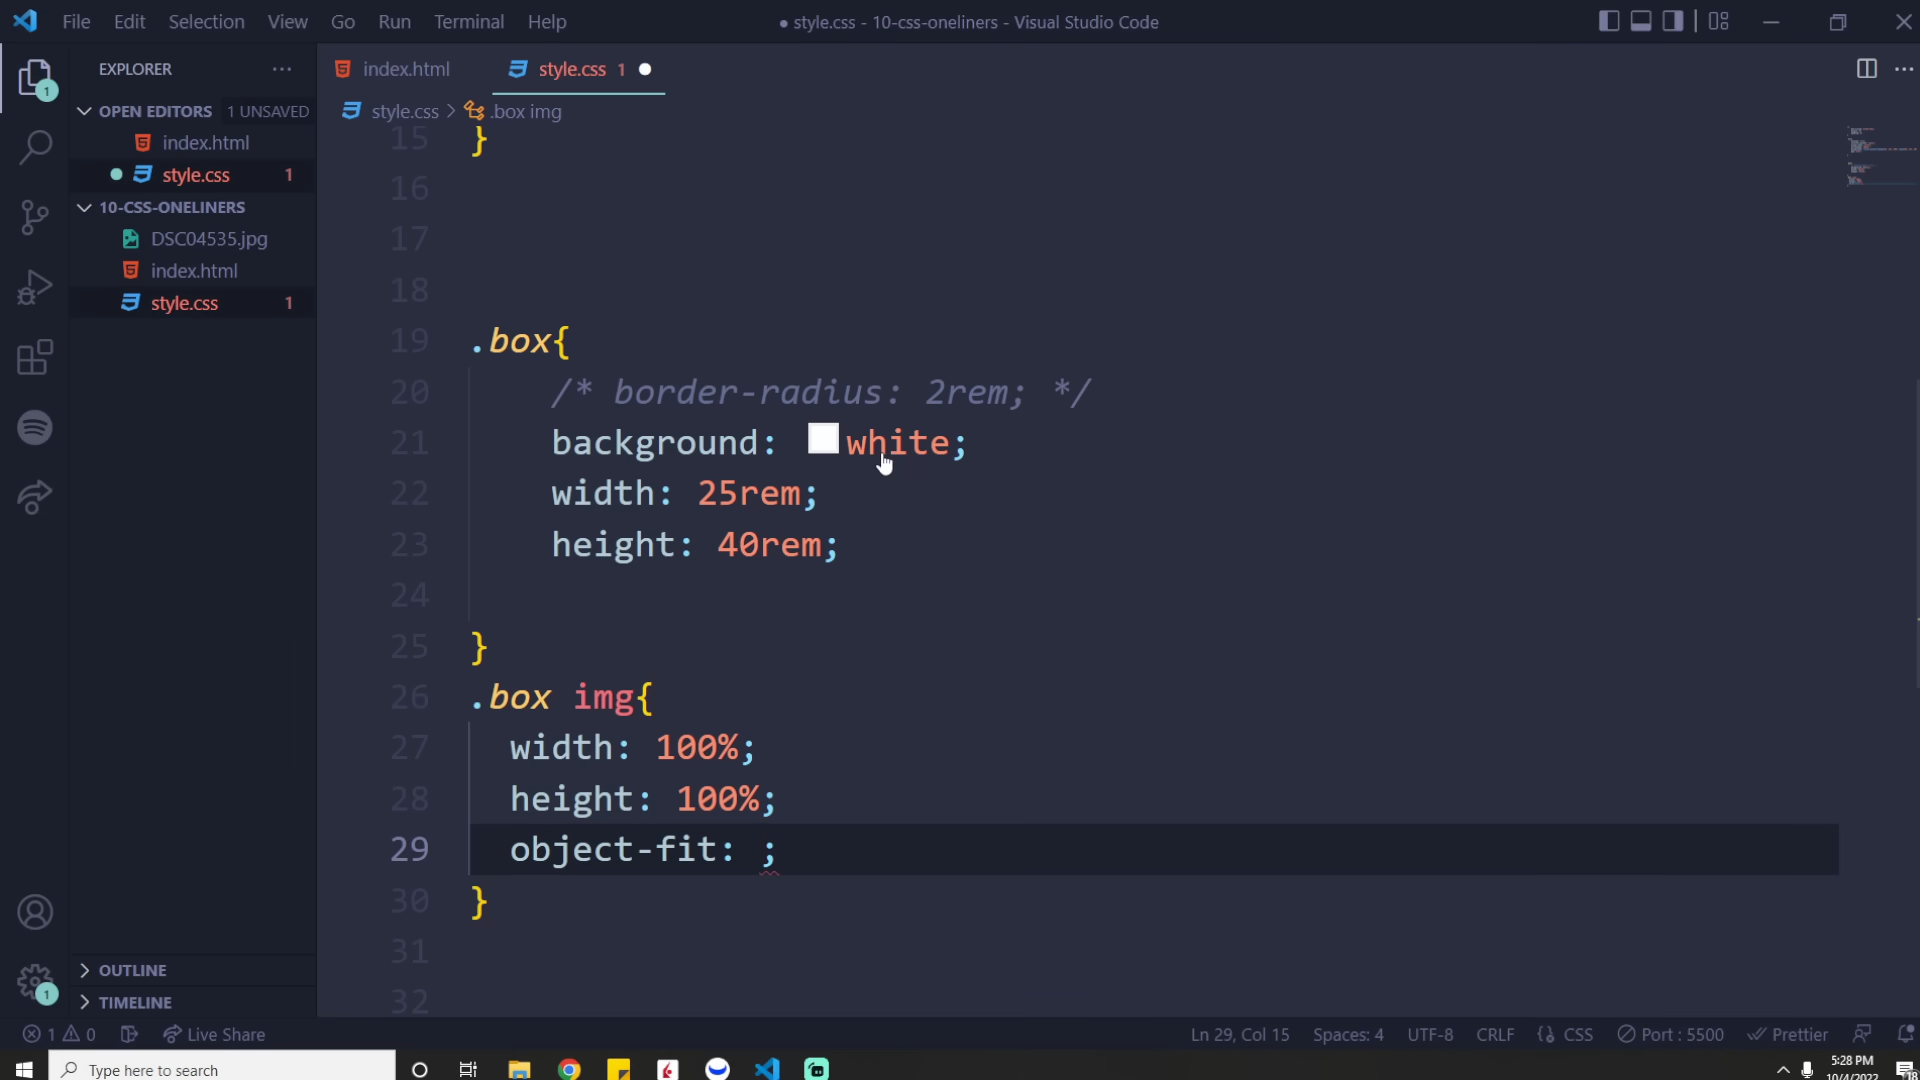 File Edit Selection View Go Run Terminal Help
● style.css - 10-css-oneliners - Visual Studio Code
EXPLORER
index.html
style.css 1
style.css > .box img
OPEN EDITORS 1 UNSAVED
index.html
style.css 1
10-CSS-ONELINERS
DSC04535.jpg
index.html
style.css 1
OUTLINE
TIMELINE
15 }
16
17
18
19 .box{
20 /* border-radius: 2rem; */
21 background: white;
22 width: 25rem;
23 height: 40rem;
24
25 }
26 .box img{
27 width: 100%;
28 height: 100%;
29 object-fit: ;
30 }
31
32
1 0 Live Share
Ln 29, Col 15 Spaces: 4 UTF-8 CRLF {} CSS Port : 5500 Prettier
Type here to search
5:28 PM
10/4/2022
18